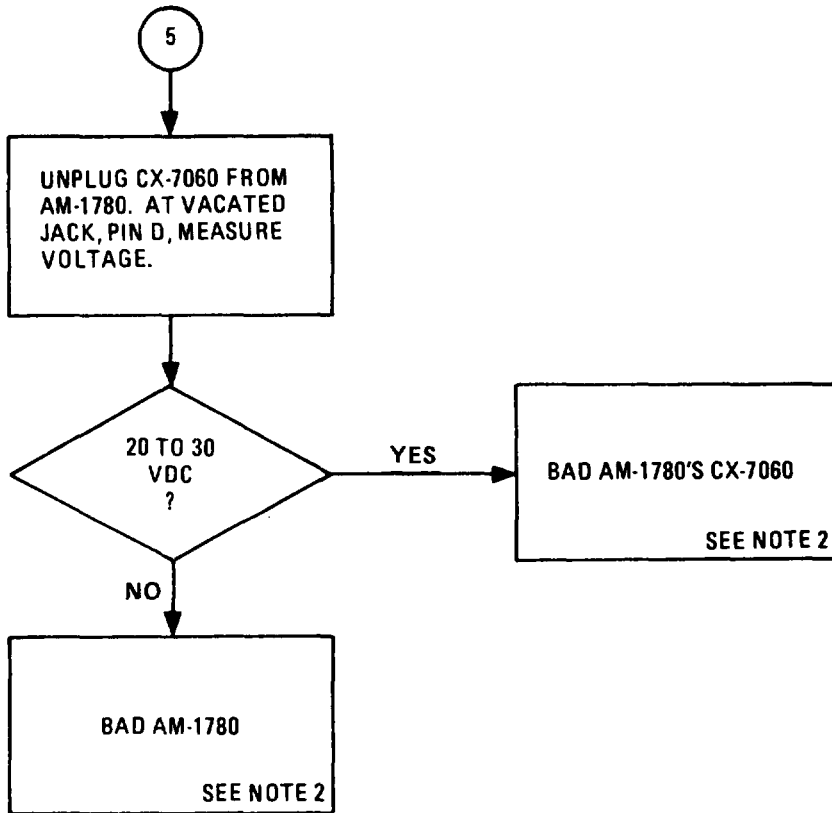 5
UNPLUG CX-7060 FROM
AM-1780. AT VACATED
JACK, PIN D, MEASURE
VOLTAGE.
20 TO 30
VDC
?
YES
BAD AM-1780'S CX-7060
SEE NOTE 2
NO
BAD AM-1780
SEE NOTE 2